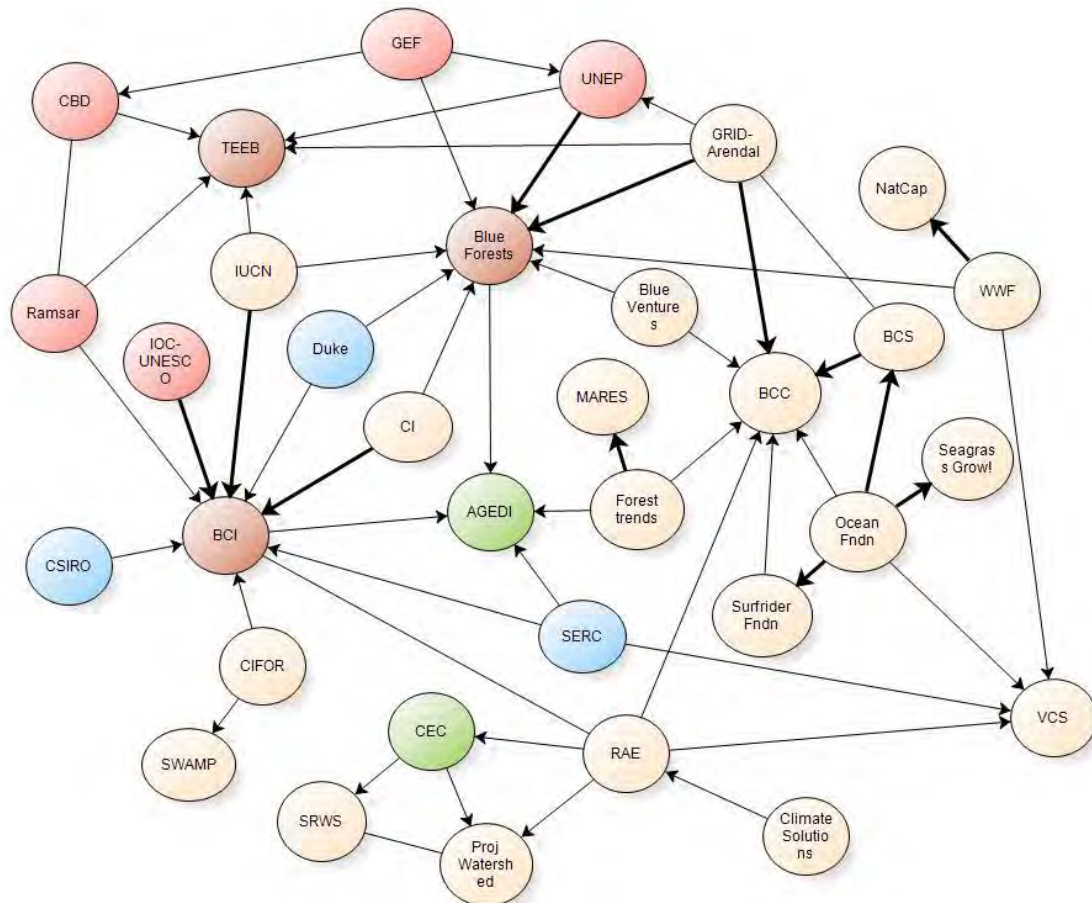 GEF
CBD
UNEP
TEEB
GRID-
Arendal
NatCap
Blue
Forests
IUCN
Blue
Venture
s
WWF
Ramsar
IOC-
UNESC
O
Duke
BCS
BCC
MARES
CI
Seagras
s Grow!
AGEDI
Forest
trends
Ocean
Fndn
BCI
CSIRO
Surfrider
Fndn
SERC
CIFOR
VCS
CEC
RAE
SWAMP
SRWS
Climate
Solutio
ns
Proj
Watersh
ed